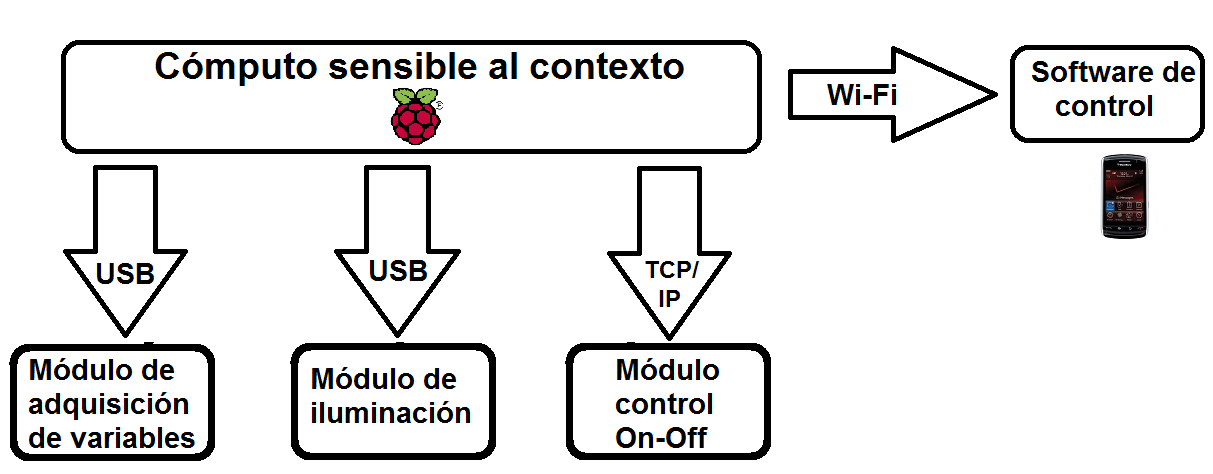 Cómputo sensible al contexto
Wi-Fi
Software de
control
USB
USB
TCP/
IP
Módulo de
adquisición
de variables
Módulo de
iluminación
Módulo
control
On-Off